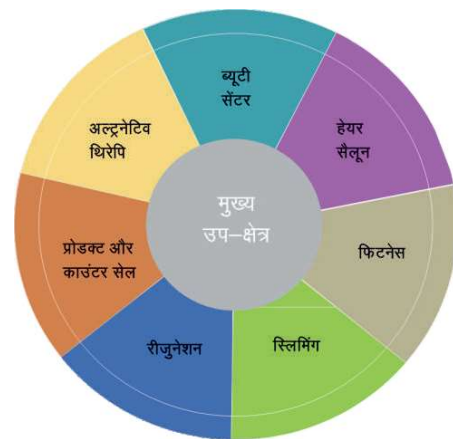 ब्यूटी
सेंटर
हेयर
सैलून
फिटनेस
स्लिमिंग
रीजुनेशन
प्रोडक्ट और
काउंटर सेल
अल्ट्रनेटिव
थिरेपि
मुख्य
उप–क्षेत्र